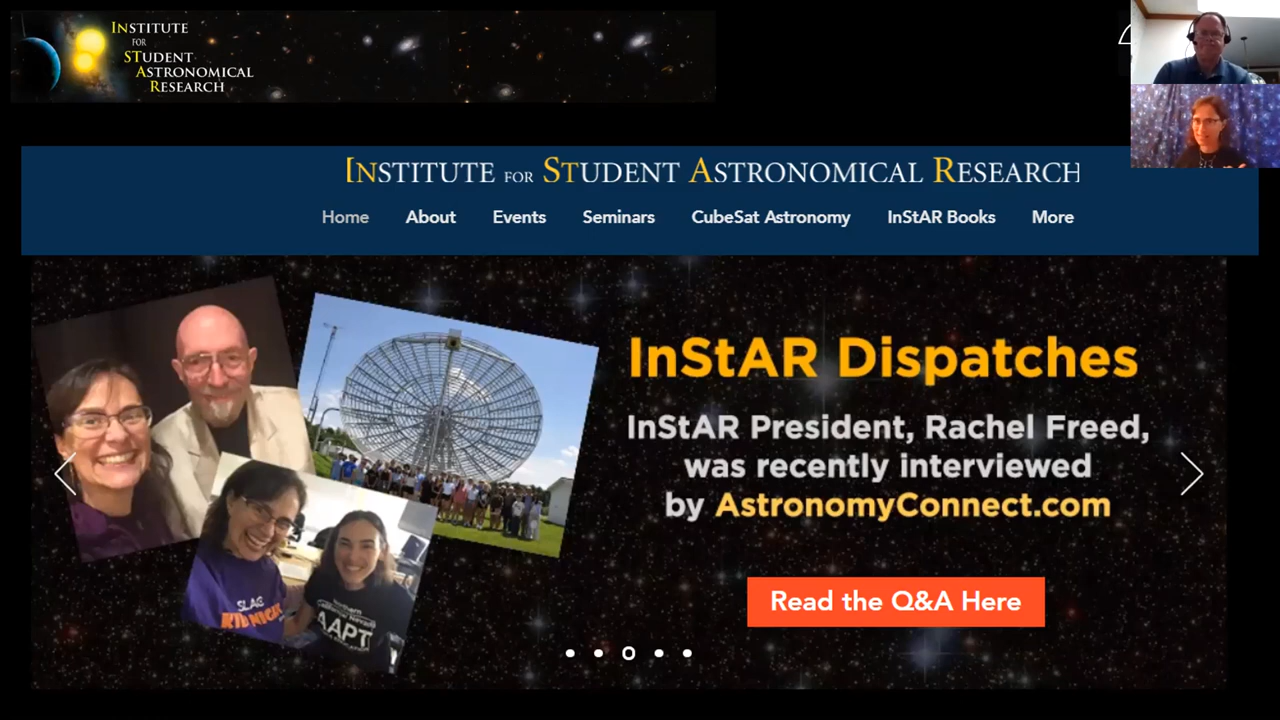 INSTITUTE
FOR
STUDENT
ASTRONOMICAL
RESEARCH
INSTITUTE FOR STUDENT ASTRONOMICAL RESEARCH
Home About Events Seminars CubeSat Astronomy InStAR Books More
InStAR Dispatches
InStAR President, Rachel Freed,
was recently interviewed
by AstronomyConnect.com
SLAC
AAPT
Read the Q&A Here